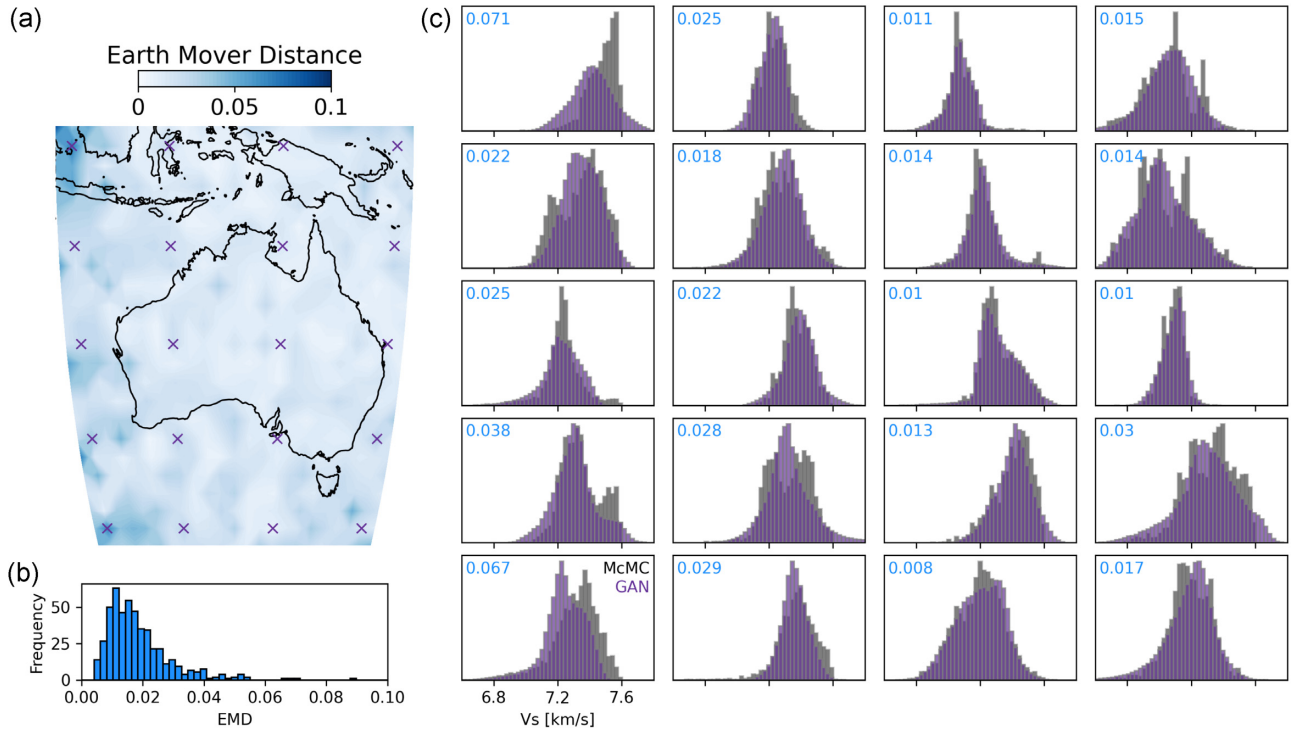 (a)
Earth Mover Distance
0 0.05 0.1
(b)
Frequency
50
25
0
0.00 0.02 0.04 0.06 0.08 0.10
EMD
(c)
0.071 0.025 0.011 0.015
0.022 0.018 0.014 0.014
0.025 0.022 0.01 0.01
0.038 0.028 0.013 0.03
0.067 0.029 0.008 0.017
McMC
GAN
6.8 7.2 7.6
Vs [km/s]